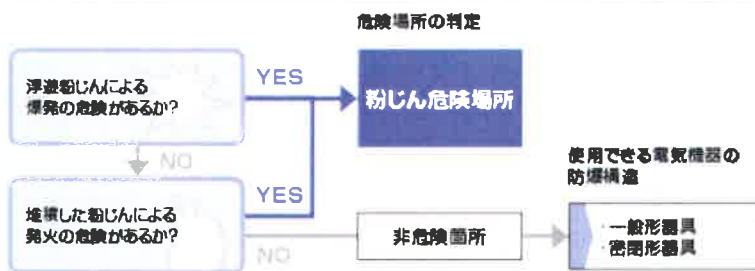 危険場所の判定
浮遊粉じんによる
爆発の危険があるか?
YES
粉じん危険場所
NO
使用できる電気機器の
防爆構造
堆積した粉じんによる
発火の危険があるか?
YES
NO
非危険箇所
・一般形器具
・密閉形器具